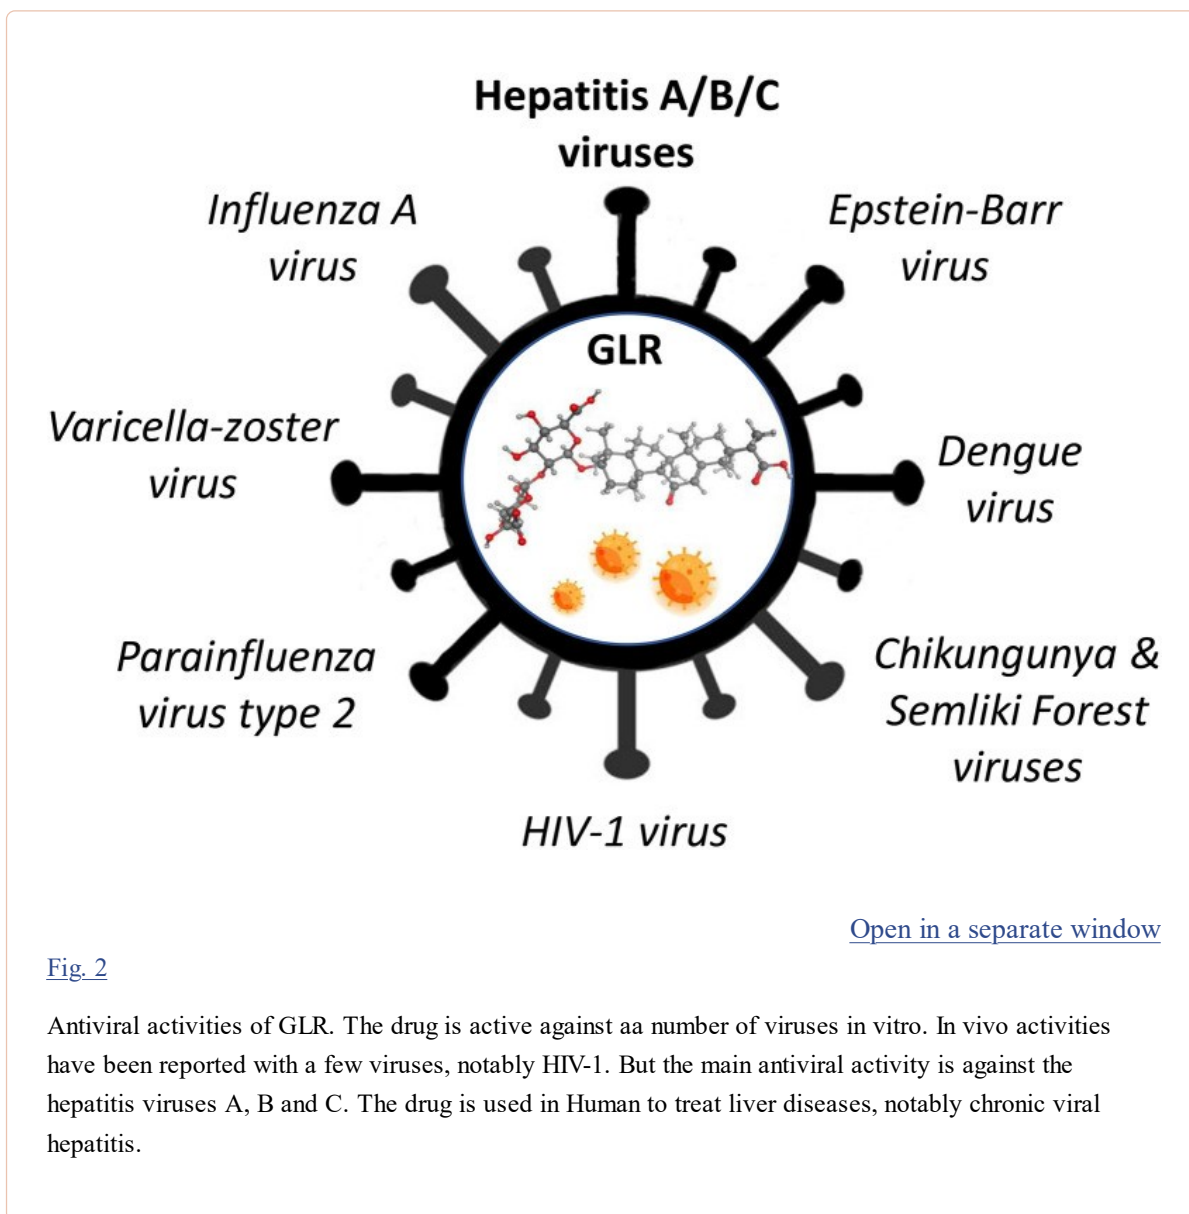 Hepatitis A/B/C
viruses
Influenza A
virus
Epstein-Barr
virus
GLR
Varicella-zoster
virus
Dengue
virus
Parainfluenza
virus type 2
Chikungunya &
Semliki Forest
viruses
HIV-1 virus
Open in a separate window
Fig. 2
Antiviral activities of GLR. The drug is active against aa number of viruses in vitro. In vivo activities
have been reported with a few viruses, notably HIV-1. But the main antiviral activity is against the
hepatitis viruses A, B and C. The drug is used in Human to treat liver diseases, notably chronic viral
hepatitis.